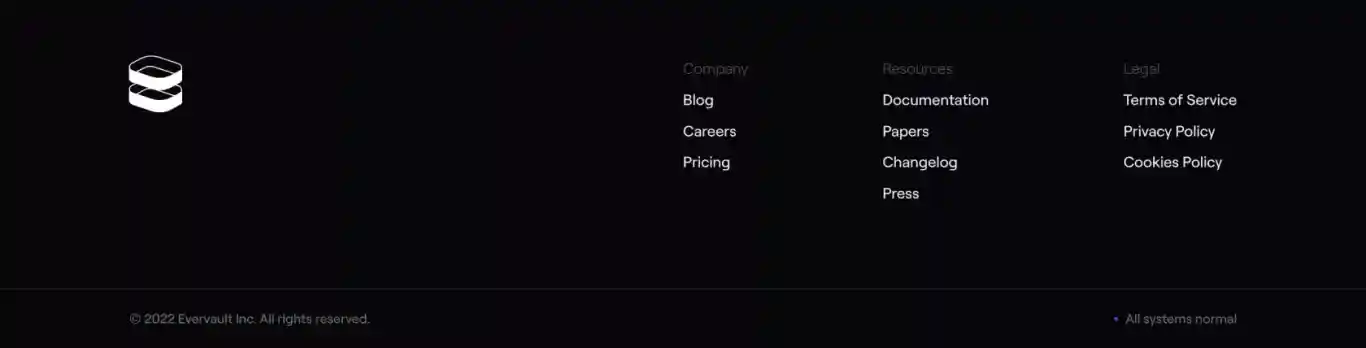 Company
Blog
Careers
Pricing
Resources
Documentation
Papers
Changelog
Press
Legal
Terms of Service
Privacy Policy
Cookies Policy
© 2022 Evervault Inc. All rights reserved.
All systems normal